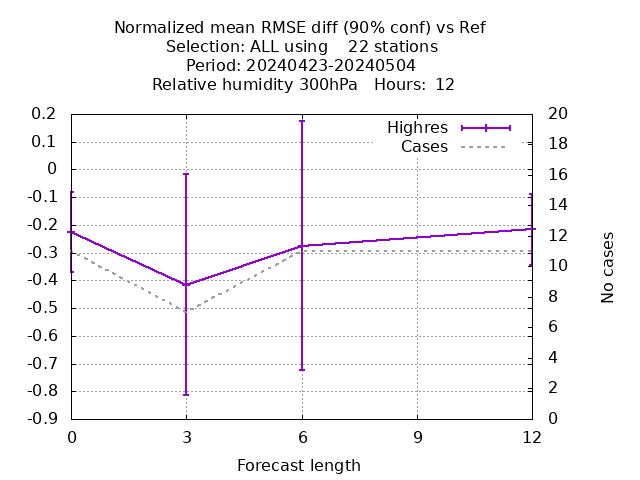 Normalized mean RMSE diff (90% conf) vs Ref
Selection: ALL using    22 stations
Period: 20240423-20240504
Relative humidity 300hPa   Hours:  12
Highres
Cases
0.2
0.1
0
-0.1
-0.2
-0.3
-0.4
-0.5
-0.6
-0.7
-0.8
-0.9
20
18
16
14
12
10
8
6
4
2
0
No cases
0 3 6 9 12
Forecast length